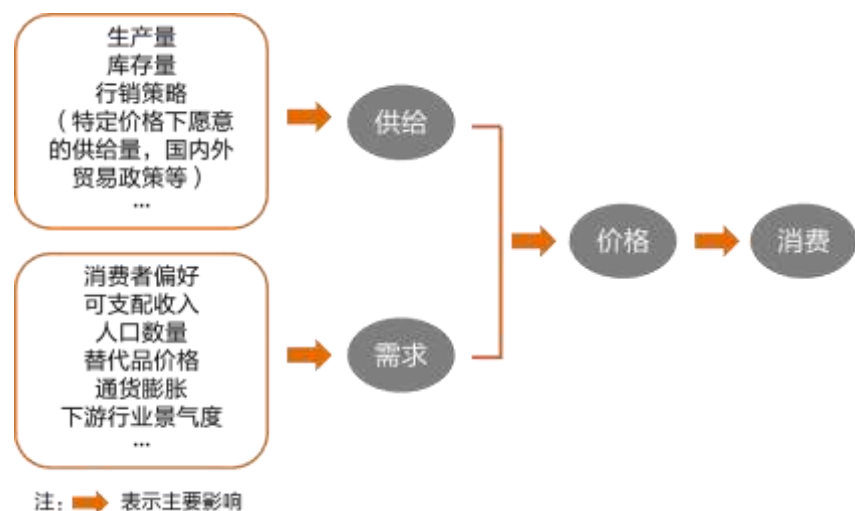 生产量
库存量
行销策略
（特定价格下愿意
的供给量，国内外
贸易政策等）
...
供给
价格
消费
消费者偏好
可支配收入
人口数量
替代品价格
通货膨胀
下游行业景气度
...
需求
注：表示主要影响